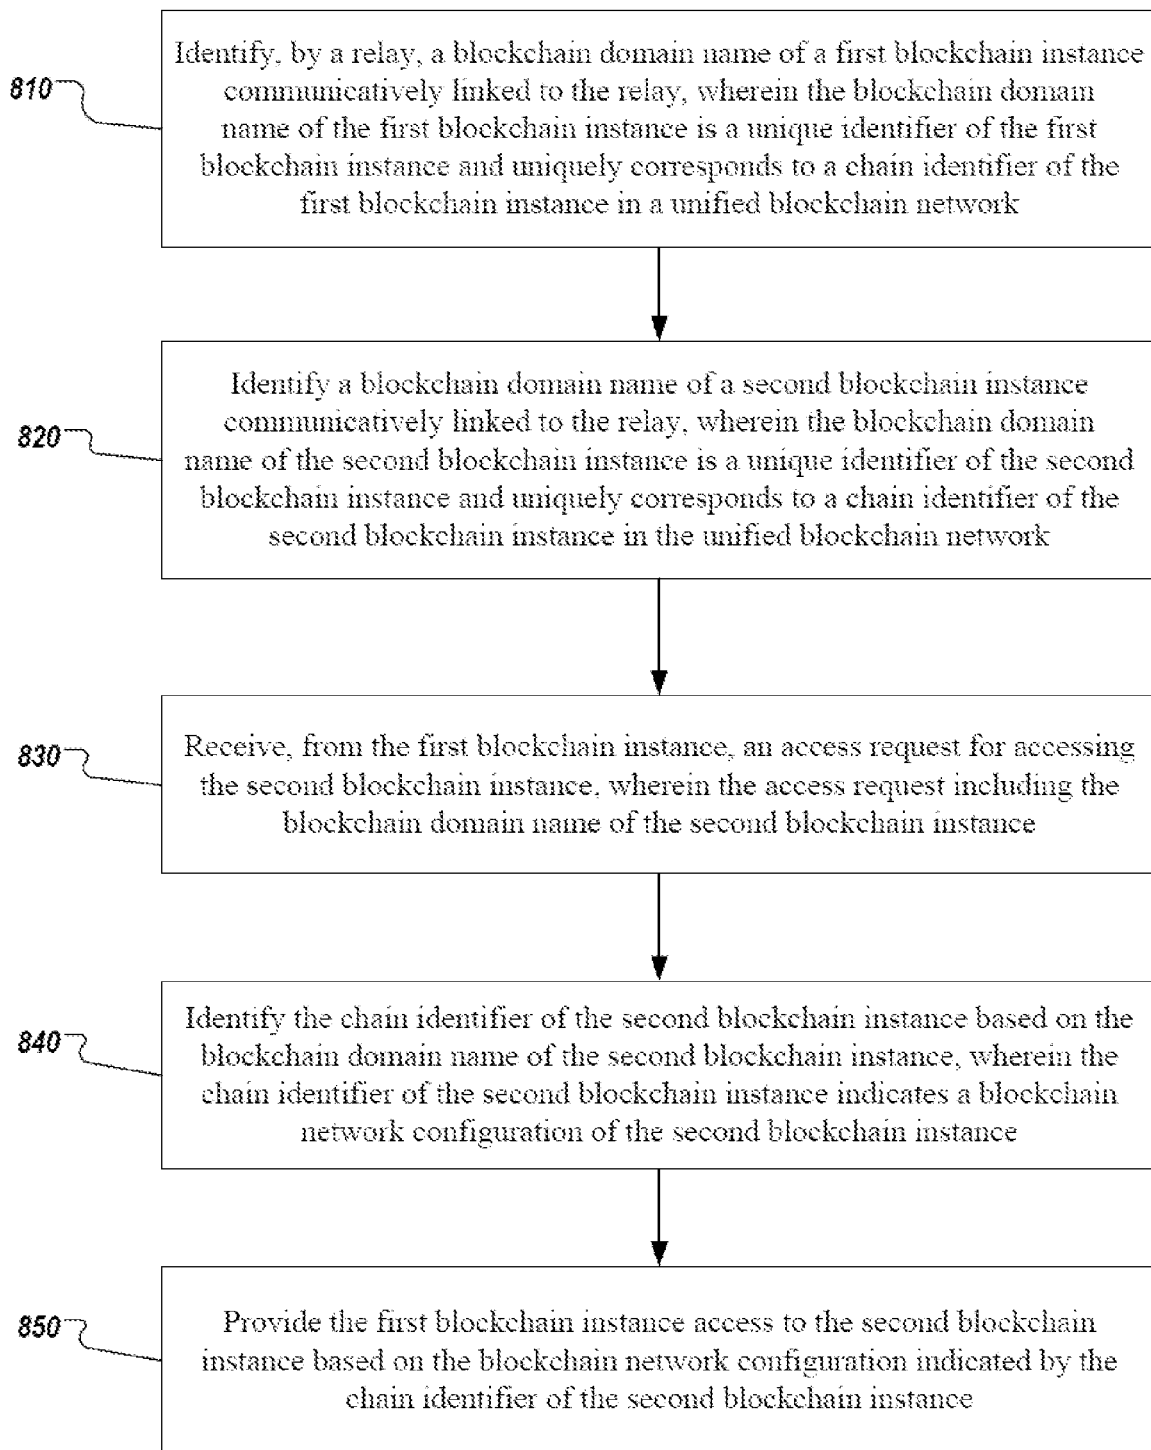 810
Identify, by a relay, a blockchain domain name of a first blockchain instance
communicatively linked to the relay, wherein the blockchain domain
name of the first blockchain instance is a unique identifier of the first
blockchain instance and uniquely corresponds to a chain identifier of the
first blockchain instance in a unified blockchain network
820
Identify a blockchain domain name of a second blockchain instance
communicatively linked to the relay, wherein the blockchain domain
name of the second blockchain instance is a unique identifier of the second
blockchain instance and uniquely corresponds to a chain identifier of the
second blockchain instance in the unified blockchain network
830
Receive, from the first blockchain instance, an access request for accessing
the second blockchain instance, wherein the access request including the
blockchain domain name of the second blockchain instance
840
Identify the chain identifier of the second blockchain instance based on the
blockchain domain name of the second blockchain instance, wherein the
chain identifier of the second blockchain instance indicates a blockchain
network configuration of the second blockchain instance
850
Provide the first blockchain instance access to the second blockchain
instance based on the blockchain network configuration indicated by the
chain identifier of the second blockchain instance